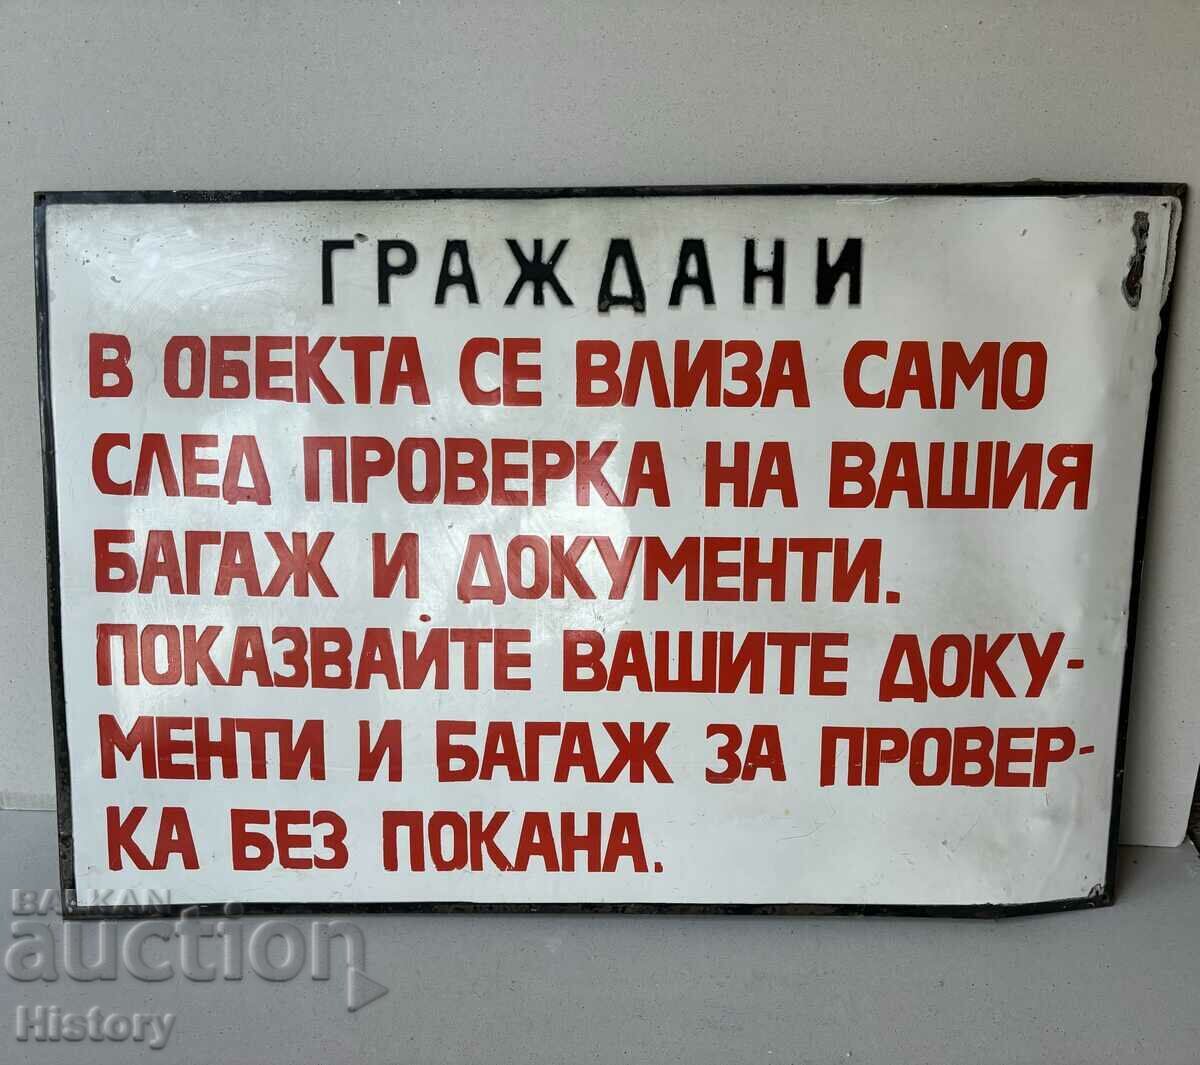 ГРАЖДАНИ
В ОБЕКТА СЕ ВЛИЗА САМО
СЛЕД ПРОВЕРКА НА ВАШИЯ
БАГАЖ И ДОКУМЕНТИ.
ПОКАЗВАЙТЕ ВАШИТЕ ДОКУ-
МЕНТИ И БАГАЖ ЗА ПРОВЕР-
КА БЕЗ ПОКАНА.
BALKAN
auction
History